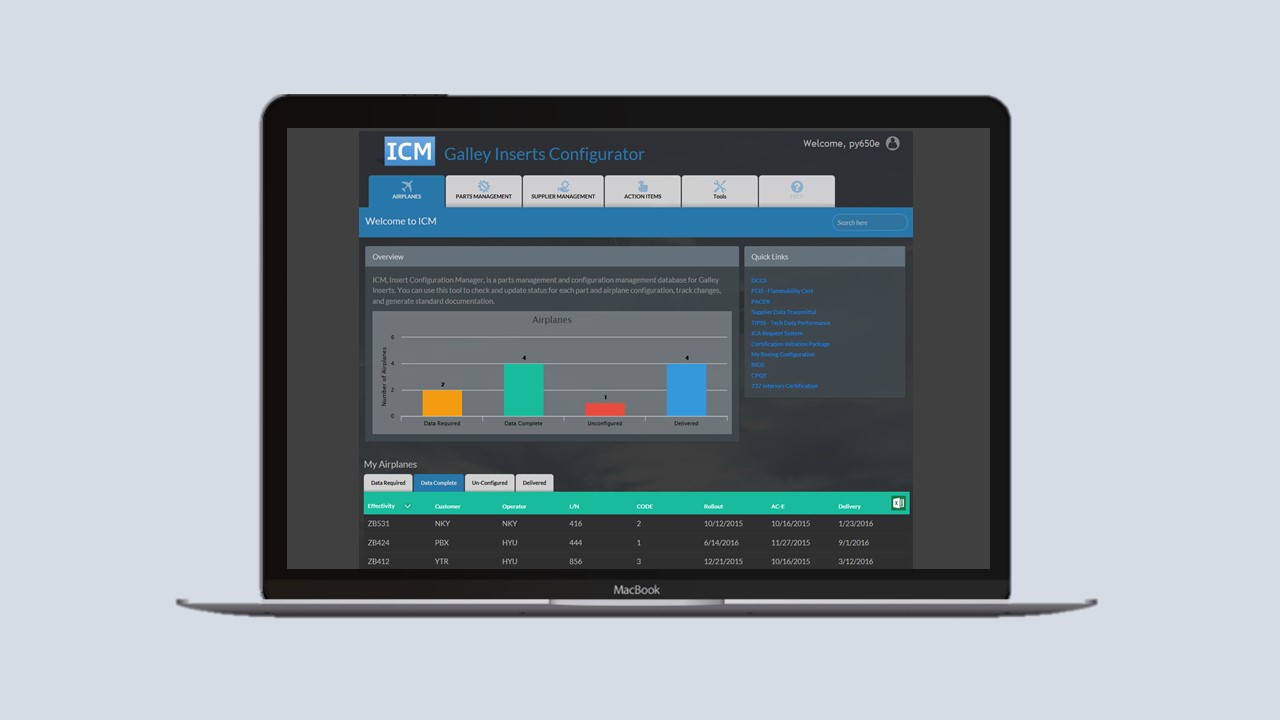 ICM Galley Inserts Configurator
Welcome, py650e
AIRPLANES PARTS MANAGEMENT SUPPLIER MANAGEMENT ACTION ITEMS Tools HELP
Welcome to ICM
Search here
Overview
ICM, Insert Configuration Manager, is a parts management and configuration management database for Galley
Inserts. You can use this tool to check and update status for each part and airplane configuration, track changes,
and generate standard documentation.
Airplanes
Number of Airplanes
6
4
2
0
2
4
1
4
Data Required Data Complete Unconfigured Delivered
Quick Links
DCCS
FCIS - Flammability Cert
PACER
Supplier Data Transmittal
TIPSS - Tech Data Performance
ICA Request System
Certification Initiation Package
My Boeing Configuration
BIDS
CPGE
737 Interiors Certification
My Airplanes
Data Required Data Complete Un-Configured Delivered
Effectivity Customer Operator L/N CODE Rollout AC-E Delivery
ZB531 NKY NKY 416 2 10/12/2015 10/16/2015 1/23/2016
ZB424 PBX HYU 444 1 6/14/2016 11/27/2015 9/1/2016
ZB412 YTR HYU 856 3 12/21/2015 10/16/2015 3/12/2016
MacBook